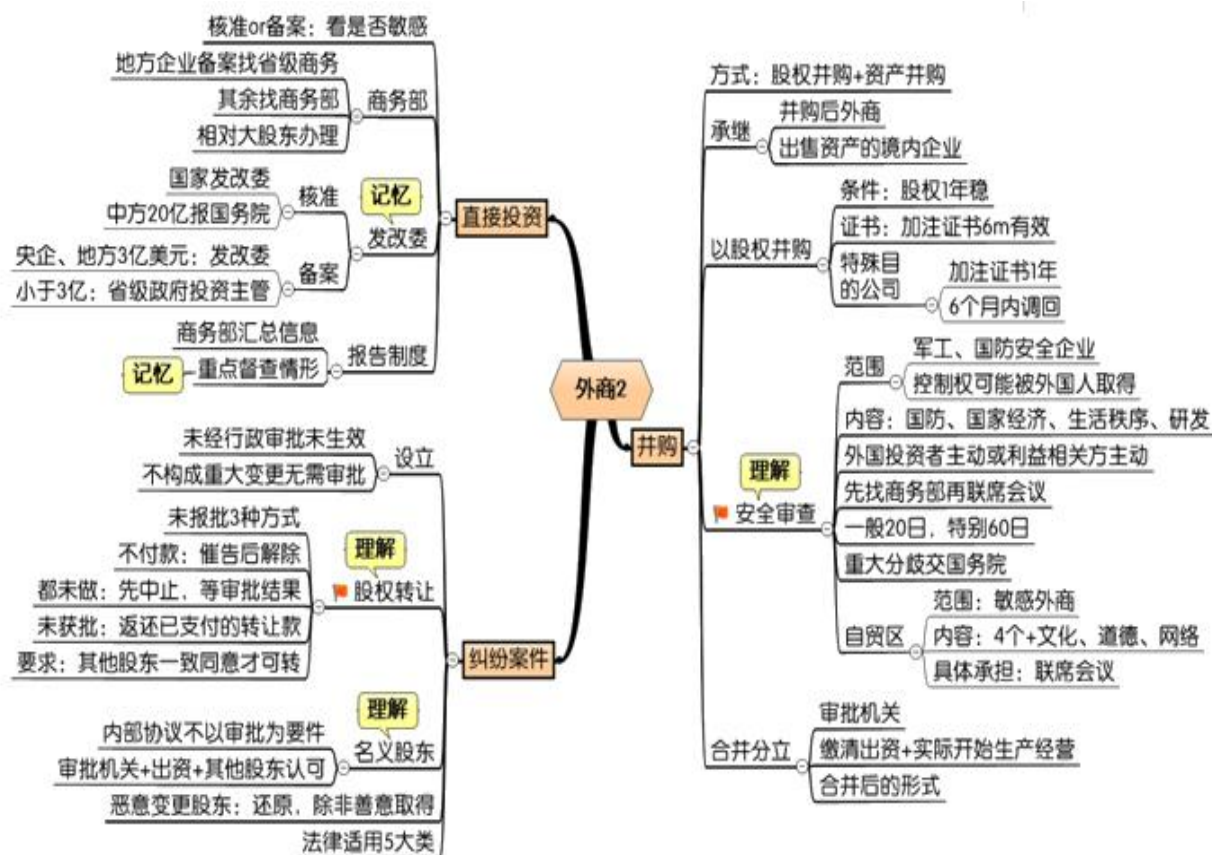 外商2
直接投资
核准or备案：看是否敏感
商务部
地方企业备案找省级商务
其余找商务部
相对大股东办理
记忆
发改委
核准
国家发改委
中方20亿报国务院
备案
央企、地方3亿美元：发改委
小于3亿：省级政府投资主管
报告制度
商务部汇总信息
重点督查情形
记忆
纠纷案件
设立
未经行政审批未生效
不构成重大变更无需审批
理解
股权转让
未报批3种方式
不付款：催告后解除
都未做：先中止，等审批结果
未获批：返还已支付的转让款
要求：其他股东一致同意才可转
理解
名义股东
内部协议不以审批为要件
审批机关+出资+其他股东认可
恶意变更股东：还原，除非善意取得
法律适用5大类
并购
方式：股权并购+资产并购
承继
并购后外商
出售资产的境内企业
以股权并购
条件：股权1年稳
证书：加注证书6m有效
特殊目
的公司
加注证书1年
6个月内调回
理解
安全审查
范围
军工、国防安全企业
控制权可能被外国人取得
内容：国防、国家经济、生活秩序、研发
外国投资者主动或利益相关方主动
先找商务部再联席会议
一般20日，特别60日
重大分歧交国务院
自贸区
范围：敏感外商
内容：4个+文化、道德、网络
具体承担：联席会议
合并分立
审批机关
缴清出资+实际开始生产经营
合并后的形式